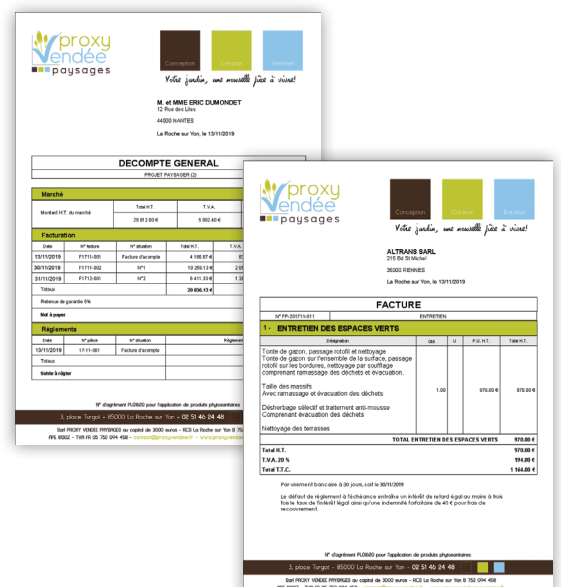 proxy
Vendée
paysages
Conception
Création
Entretien
Votre jardin, une nouvelle pièce à vivre!
M. et MME ERIC DUMONDET
12 Rue des Lilas
44000 NANTES
La Roche sur Yon, le 13/11/2019
DECOMPTE GENERAL
PROJET PAYSAGER (2)
Marché
Montant H.T. du marché
Total H.T. T.V.A.
29 812.00 € 5 962.40 €
Facturation
Date N° facture N° situation Total H.T. T.V.A.
13/11/2019 F1711-001 Facture d'acompte 4 166.67 €
30/11/2019 F1711-002 N°1 10 259.13 €
31/11/2019 F1712-001 N°2 6 411.33 €
Totaux 20 836.13 €
Retenue de garantie 5%
Net à payer
Règlements
Date N° pièce N° situation
13/11/2019 17-11-001 Facture d'acompte
Totaux
Solde à régler
N° d'agrément PL01620 pour l'application de produits phytosanitaires
3, place Turgot - 85000 La Roche sur Yon - 02 51 46 24 48
Sarl PROXY VENDEE PAYSAGES au capital de 3000 euros - RCS La Roche sur Yon B 752
APE 8130Z - TVA FR 05 752 094 458 - contact@proxyvendee.fr - www.proxyvendee
proxy
Vendée
paysages
Conception
Création
Entretien
Votre jardin, une nouvelle pièce à vivre!
ALTRANS SARL
215 Bd St Michel
35000 RENNES
La Roche sur Yon, le 13/11/2019
FACTURE
N° FP-201711-011 ENTRETIEN
1 - ENTRETIEN DES ESPACES VERTS
Désignation Qté U P.U. H.T. Total H.T.
Tonte de gazon, passage rotofil et nettoyage
Tonte de gazon sur l'ensemble de la surface, passage
rotofil sur les bordures, nettoyage par soufflage
comprenant ramassage des déchets et évacuation.
Taille des massifs 1.00 970.00 € 970.00 €
Avec ramassage et évacuation des déchets
Désherbage sélectif et traitement anti-mousse
Comprenant évacuation des déchets
Nettoyage des terrasses
TOTAL ENTRETIEN DES ESPACES VERTS 970.00 €
Total H.T. 970.00 €
T.V.A. 20 % 194.00 €
Total T.T.C. 1 164.00 €
Par virement bancaire à 30 jours, soit le 30/11/2019
Le défaut de règlement à l'échéance entraîne un intérêt de retard égal au moins à trois
fois le taux de l'intérêt légal ainsi qu'une indemnité forfaitaire de 40 € pour frais de
recouvrement.
N° d'agrément PL01620 pour l'application de produits phytosanitaires
3, place Turgot - 85000 La Roche sur Yon - 02 51 46 24 48
Sarl PROXY VENDEE PAYSAGES au capital de 3000 euros - RCS La Roche sur Yon B 752 094 458